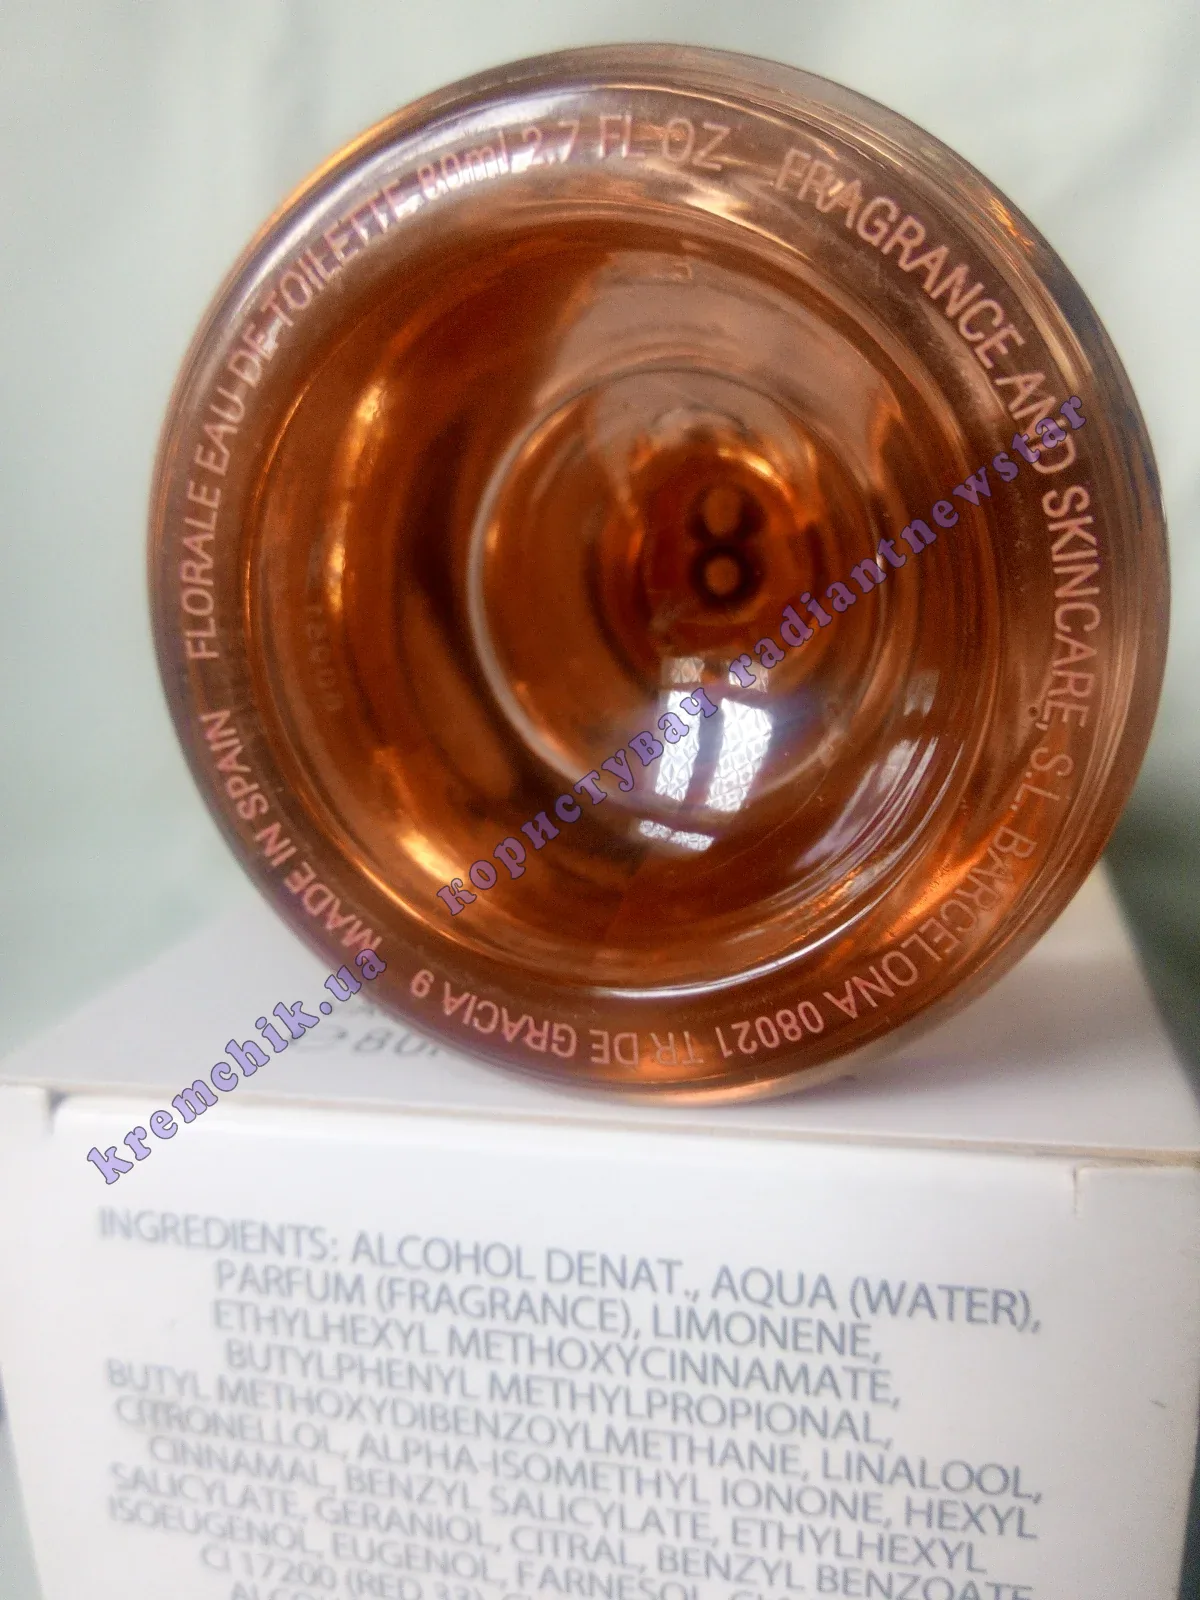 FLORALE EAU DE TOILETTE 80ml 2.7 FL OZ FRAGRANCE AND SKINCARE, S.L. BARCELONA 08021 TR DE GRACIA 9 MADE IN SPAIN
користувач radiantnewstar
kremchik.ua
INGREDIENTS: ALCOHOL DENAT., AQUA (WATER),
PARFUM (FRAGRANCE), LIMONENE,
ETHYLHEXYL METHOXYCINNAMATE,
BUTYLPHENYL METHYLPROPIONAL,
BUTYL METHOXYDIBENZOYLMETHANE, LINALOOL,
CITRONELLOL, ALPHA-ISOMETHYL IONONE, HEXYL
CINNAMAL, BENZYL SALICYLATE, ETHYLHEXYL
SALICYLATE, GERANIOL, CITRAL, BENZYL BENZOATE
ISOEUGENOL, EUGENOL, FARNESOL,
CI 17200 (RED 33),